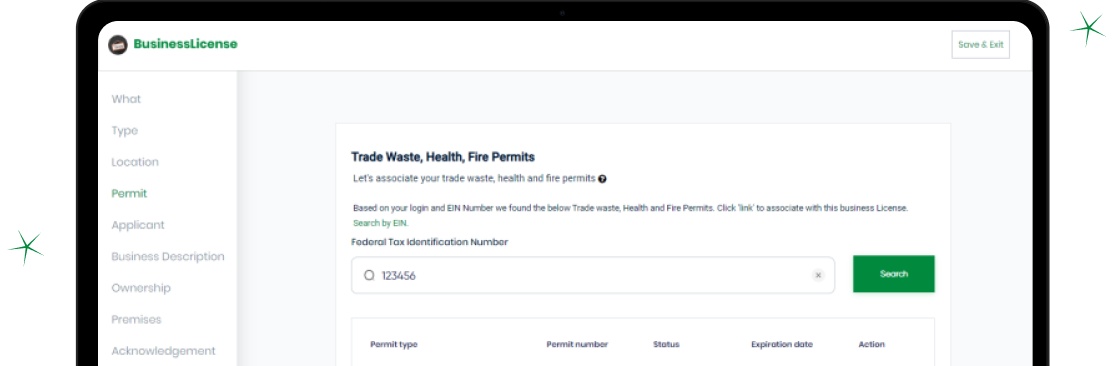 BusinessLicense
Save & Exit
What
Type
Location
Permit
Applicant
Business Description
Ownership
Premises
Acknowledgement
Trade Waste, Health, Fire Permits
Let's associate your trade waste, health and fire permits
Based on your login and EIN Number we found the below Trade waste, Health and Fire Permits. Click 'link' to associate with this business License.
Search by EIN.
Federal Tax Identification Number
123456
Search
Permit type Permit number Status Expiration date Action